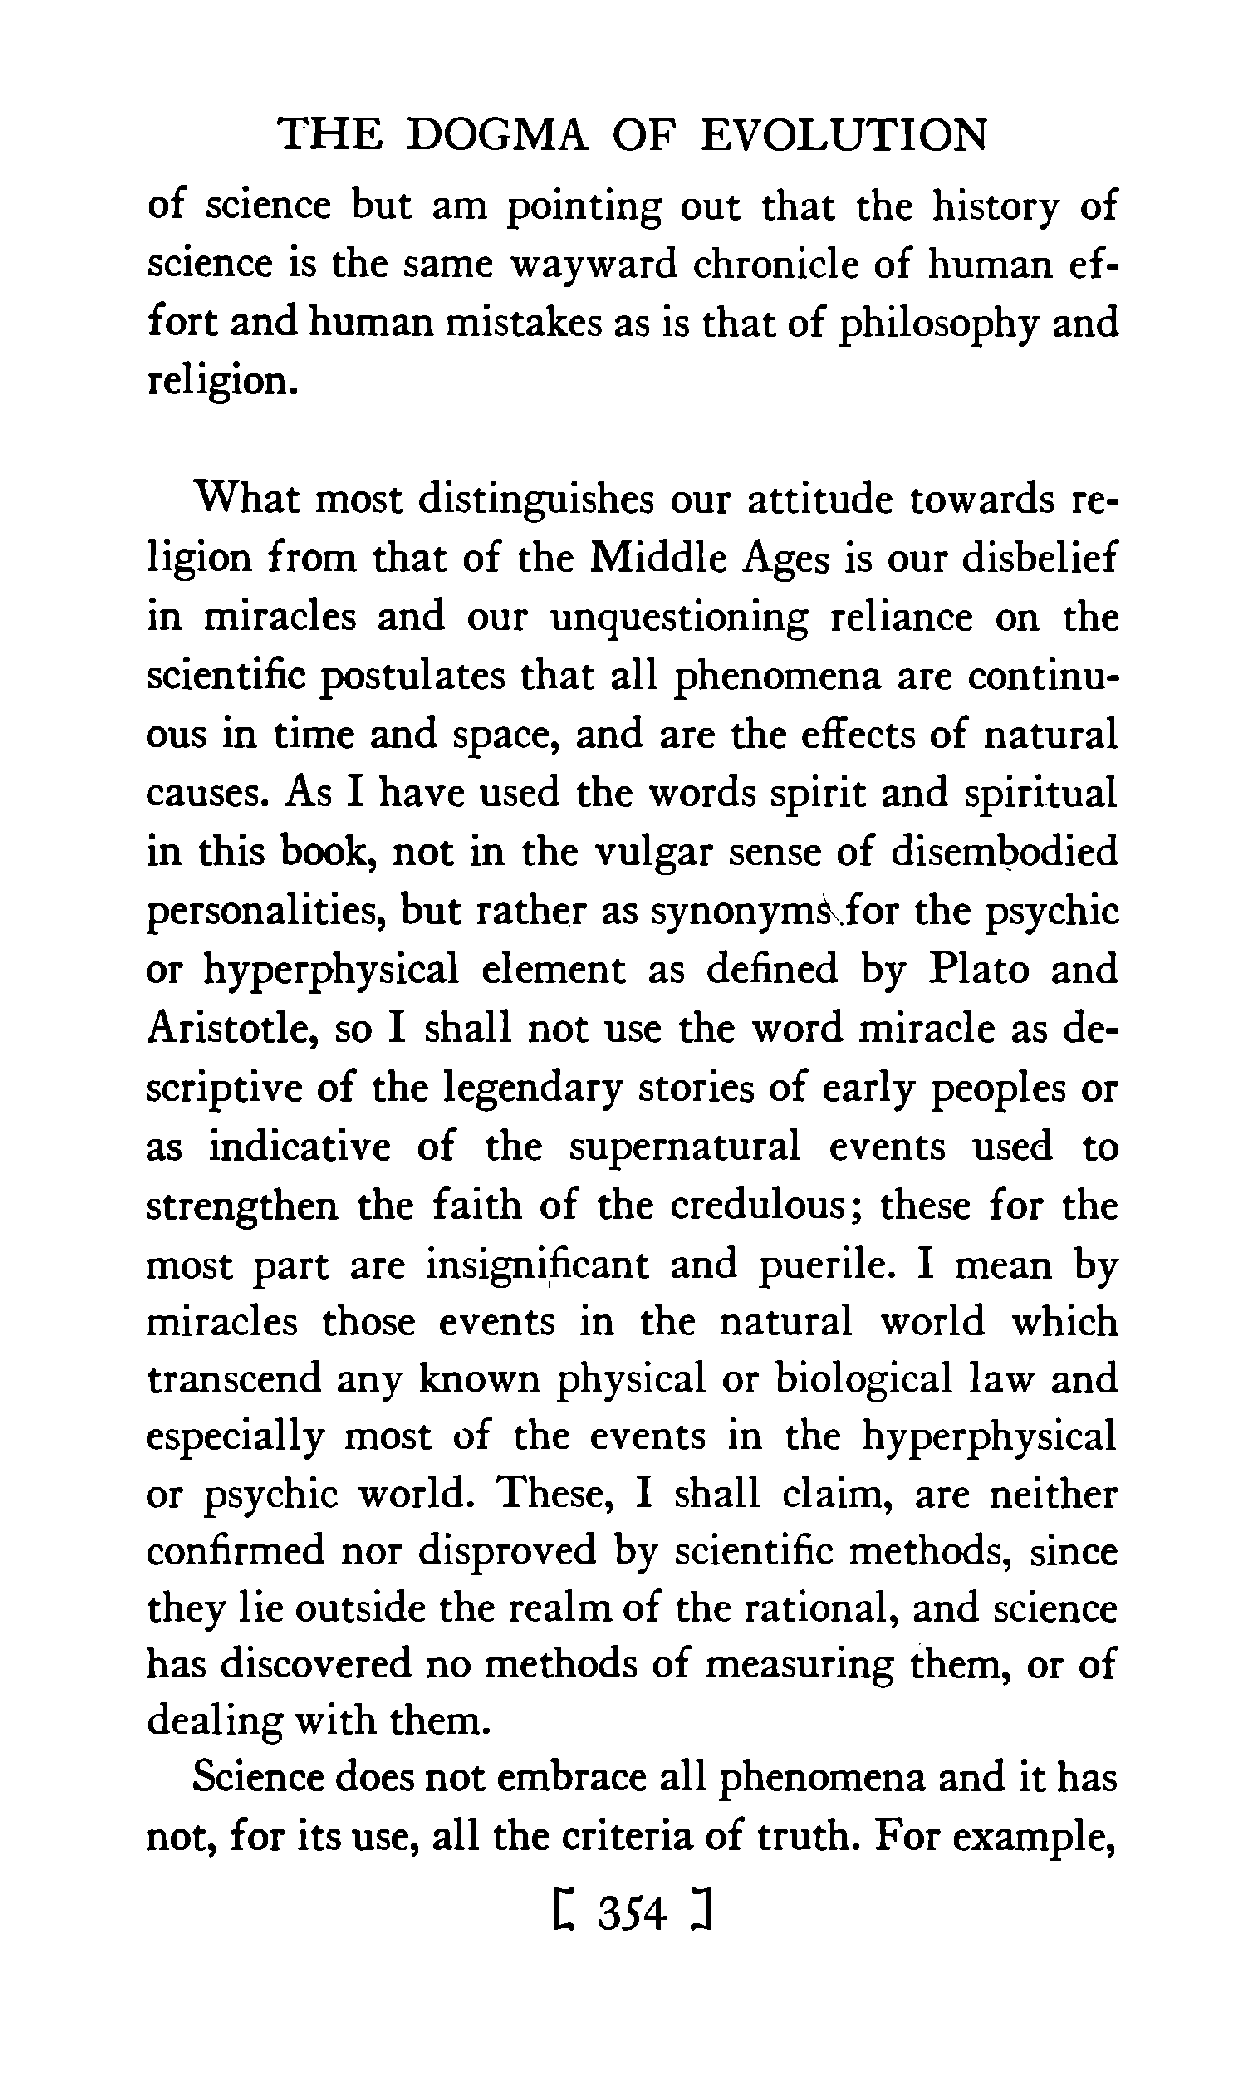 THE DOGMA OF EVOLUTION
of science but am pointing out that the history of
science is the same wayward chronicle of human ef-
fort and human mistakes as is that of philosophy and
religion.
What most distinguishes our attitude towards re-
ligion from that of the Middle Ages is our disbelief
in miracles and our unquestioning reliance on the
scientific postulates that all phenomena are continu-
ous in time and space, and are the effects of natural
causes. As I have used the words spirit and spiritual
in this book, not in the vulgar sense of disembodied
personalities, but rather as synonyms for the psychic
or hyperphysical element as defined by Plato and
Aristotle, so I shall not use the word miracle as de-
scriptive of the legendary stories of early peoples or
as indicative of the supernatural events used to
strengthen the faith of the credulous; these for the
most part are insignificant and puerile. I mean by
miracles those events in the natural world which
transcend any known physical or biological law and
especially most of the events in the hyperphysical
or psychic world. These, I shall claim, are neither
confirmed nor disproved by scientific methods, since
they lie outside the realm of the rational, and science
has discovered no methods of measuring them, or of
dealing with them.
Science does not embrace all phenomena and it has
not, for its use, all the criteria of truth. For example,
[ 354 ]